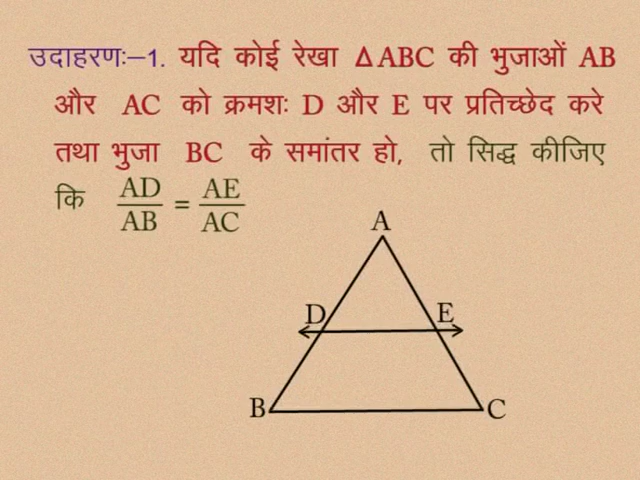 उदाहरणः–1. यदि कोई रेखा ΔABC की भुजाओं AB
और AC को क्रमशः D और E पर प्रतिच्छेद करे
तथा भुजा BC के समांतर हो, तो सिद्ध कीजिए
कि AD/AB = AE/AC
A
D E
B C